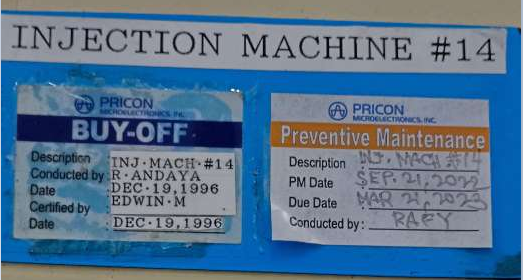 INJECTION MACHINE #14
PRICON
MICROELECTRONICS, INC.
BUY-OFF
Description INJ.MACH.#14
Conducted by R.ANDAYA
Date DEC.19,1996
Certified by EDWIN.M
Date DEC.19,1996
PRICON
MICROELECTRONICS, INC.
Preventive Maintenance
Description INJ. MACH #14
PM Date SEP. 21, 2022
Due Date MAR 21, 2023
Conducted by: RAFY